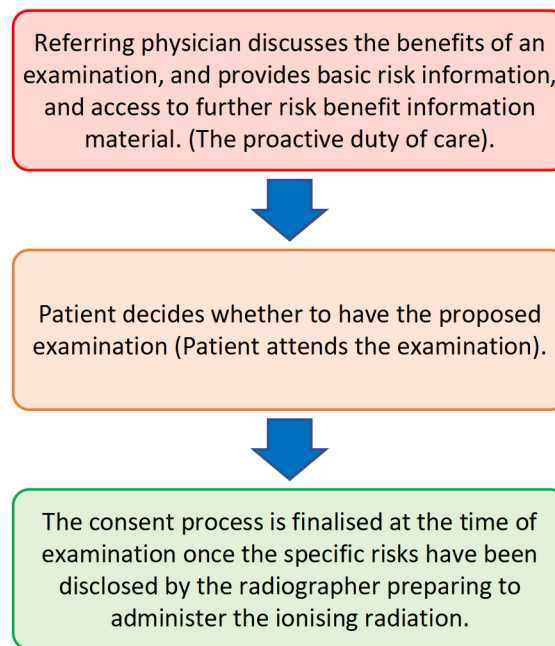 Referring physician discusses the benefits of an
examination, and provides basic risk information,
and access to further risk benefit information
material. (The proactive duty of care).
Patient decides whether to have the proposed
examination (Patient attends the examination).
The consent process is finalised at the time of
examination once the specific risks have been
disclosed by the radiographer preparing to
administer the ionising radiation.